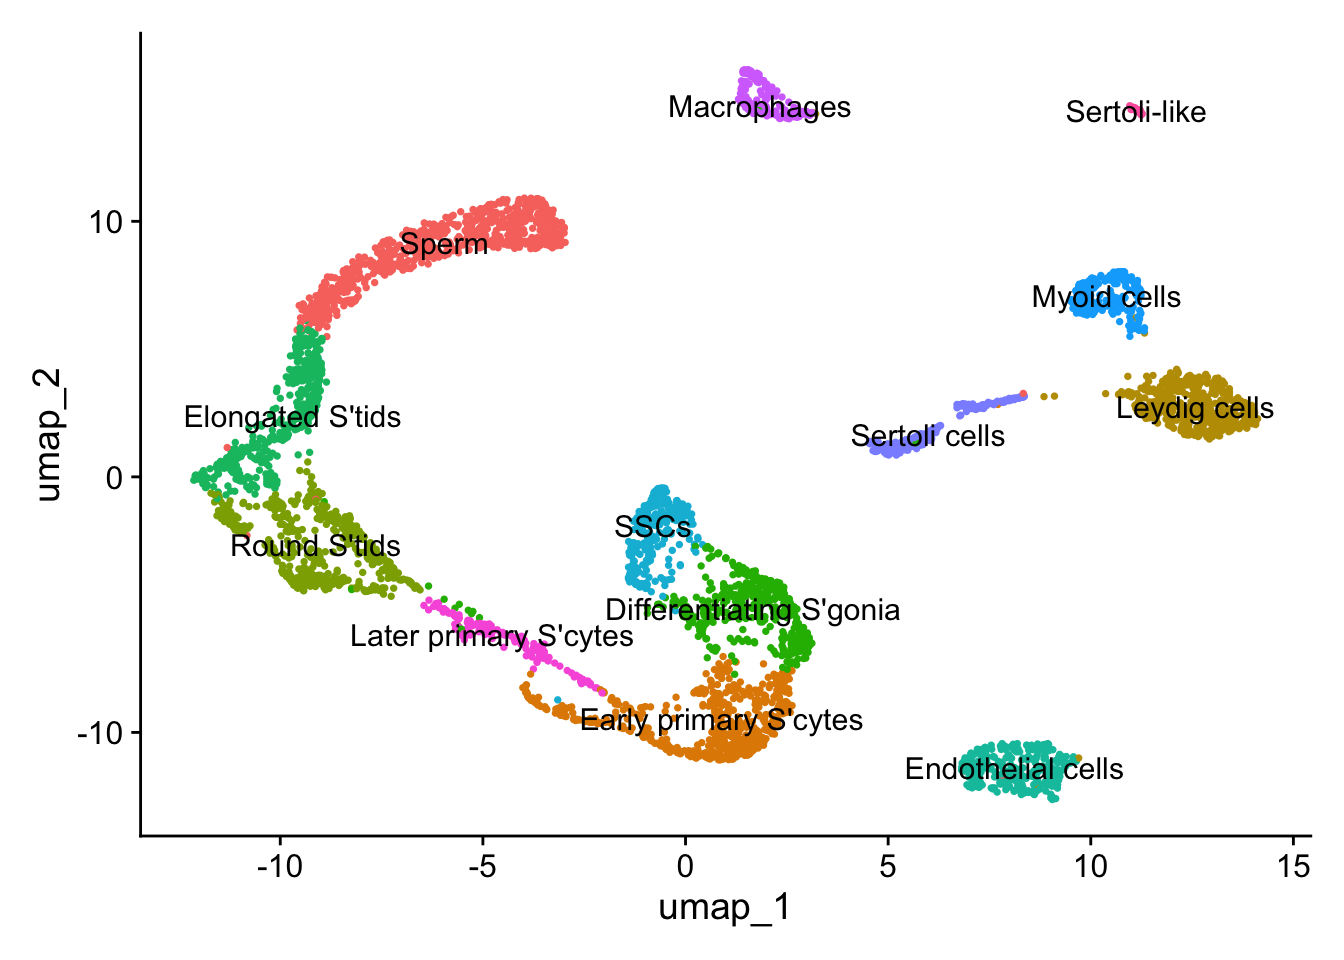 Macrophages
Sertoli-like
10
Sperm
Myoid cells
umap_2
Elongated S'tids
Leydig cells
Sertoli cells
0
SSCs
Round S'tids
Differentiating S'gonia
Later primary S'cytes
Early primary S'cytes
-10
Endothelial cells
-10
-5
0
5
10
15
umap_1